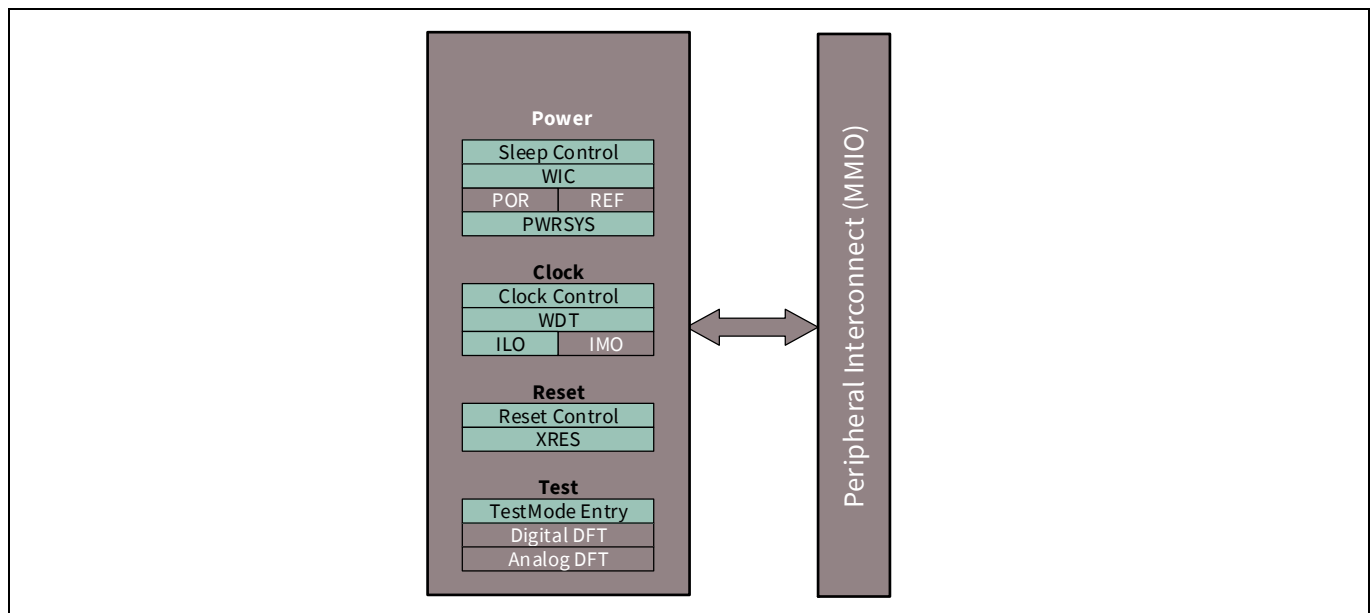 Power
Sleep Control
WIC
POR REF
PWRSYS
Clock
Clock Control
WDT
ILO IMO
Reset
Reset Control
XRES
Test
TestMode Entry
Digital DFT
Analog DFT
Peripheral Interconnect (MMIO)